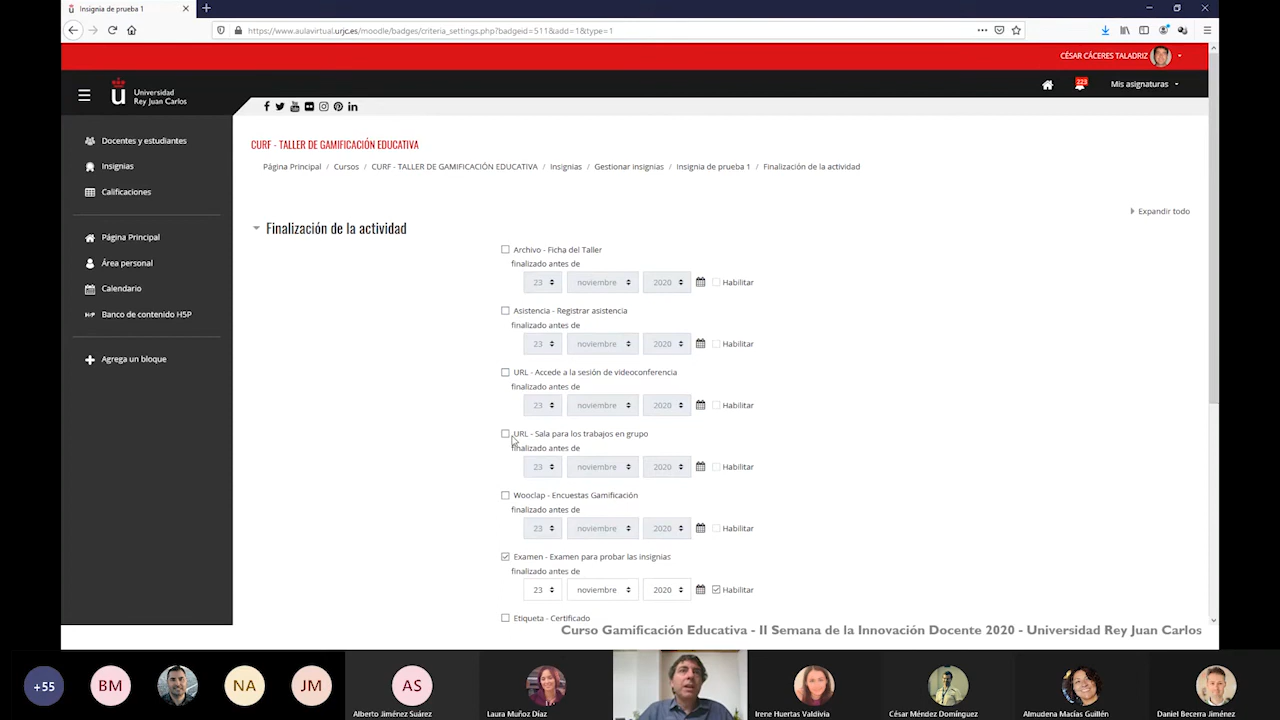 Insignia de prueba 1
https://www.aulavirtual.urjc.es/moodle/badges/criteria_settings.php?badgeid=511&add=1&type=1
CÉSAR CÁCERES TALADRIZ
Universidad
Rey Juan Carlos
223
Mis asignaturas
Docentes y estudiantes
Insignias
Calificaciones
Página Principal
Área personal
Calendario
H5P Banco de contenido H5P
Agrega un bloque
CURF - TALLER DE GAMIFICACIÓN EDUCATIVA
Página Principal / Cursos / CURF - TALLER DE GAMIFICACIÓN EDUCATIVA / Insignias / Gestionar insignias / Insignia de prueba 1 / Finalización de la actividad
Expandir todo
Finalización de la actividad
Archivo - Ficha del Taller
finalizado antes de
23 noviembre 2020 Habilitar
Asistencia - Registrar asistencia
finalizado antes de
23 noviembre 2020 Habilitar
URL - Accede a la sesión de videoconferencia
finalizado antes de
23 noviembre 2020 Habilitar
URL - Sala para los trabajos en grupo
finalizado antes de
23 noviembre 2020 Habilitar
Wooclap - Encuestas Gamificación
finalizado antes de
23 noviembre 2020 Habilitar
Examen - Examen para probar las insignias
finalizado antes de
23 noviembre 2020 Habilitar
Etiqueta - Certificado
Curso Gamificación Educativa - II Semana de la Innovación Docente 2020 - Universidad Rey Juan Carlos
+55
BM
NA
JM
AS
Alberto Jiménez Suárez
Laura Muñoz Díaz
Irene Huertas Valdivia
César Méndez Domínguez
Almudena Macías Guillén
Daniel Becerra Jiménez